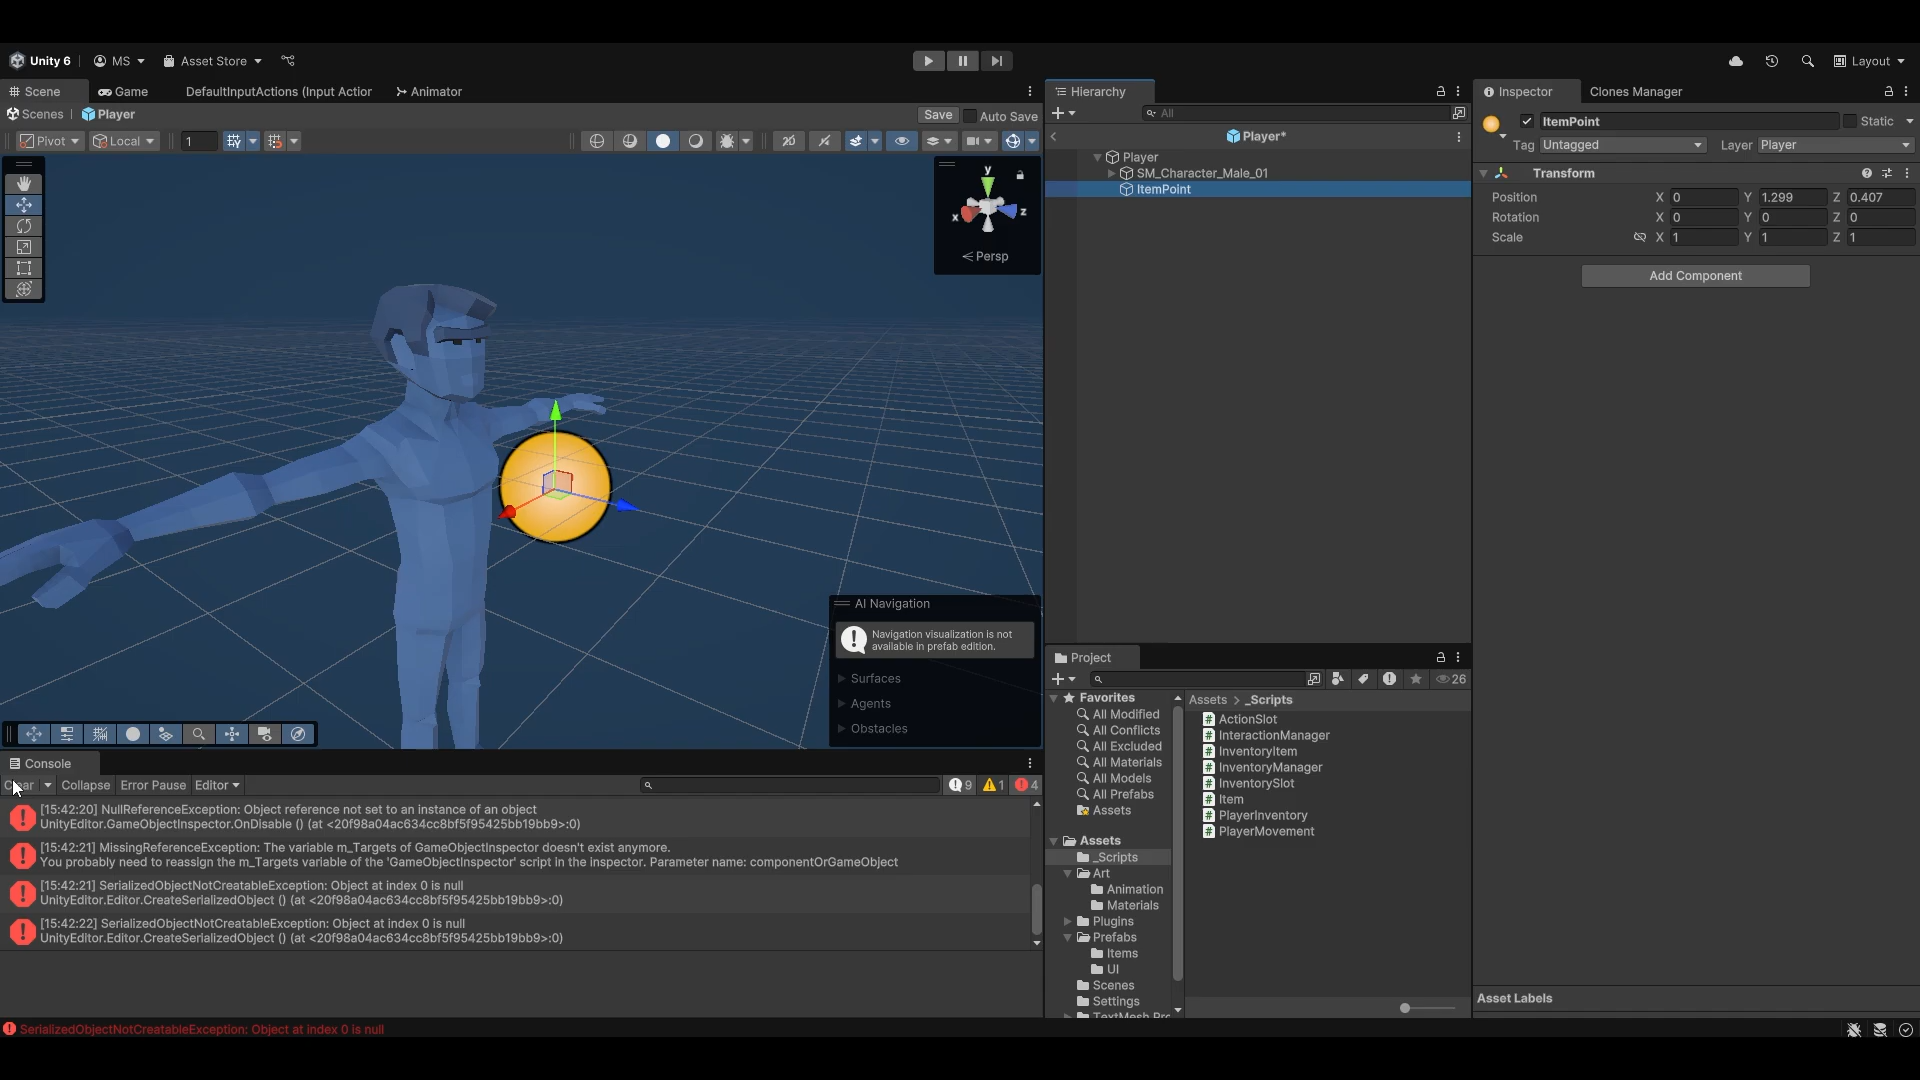 Unity 6
MS
Asset Store
Layout
Scene
Game
DefaultInputActions (Input Actior
Animator
Scenes
Player
Save
Auto Save
Pivot
Local
1
y
x
z
< Persp
AI Navigation
Navigation visualization is not
available in prefab edition.
Surfaces
Agents
Obstacles
Hierarchy
All
Player*
Player
SM_Character_Male_01
ItemPoint
Inspector
Clones Manager
ItemPoint
Static
Tag Untagged
Layer Player
Transform
Position X 0 Y 1.299 Z 0.407
Rotation X 0 Y 0 Z 0
Scale X 1 Y 1 Z 1
Add Component
Asset Labels
Project
26
Favorites
All Modified
All Conflicts
All Excluded
All Materials
All Models
All Prefabs
Assets
Assets
_Scripts
Art
Animation
Materials
Plugins
Prefabs
Items
UI
Scenes
Settings
Assets > _Scripts
ActionSlot
InteractionManager
InventoryItem
InventoryManager
InventorySlot
Item
PlayerInventory
PlayerMovement
Console
Clear
Collapse
Error Pause
Editor
9
1
4
[15:42:20] NullReferenceException: Object reference not set to an instance of an object
UnityEditor.GameObjectInspector.OnDisable () (at <20f98a04ac634cc8bf5f95425bb19bb9>:0)
[15:42:21] MissingReferenceException: The variable m_Targets of GameObjectInspector doesn't exist anymore.
You probably need to reassign the m_Targets variable of the 'GameObjectInspector' script in the inspector. Parameter name: componentOrGameObject
[15:42:21] SerializedObjectNotCreatableException: Object at index 0 is null
UnityEditor.Editor.CreateSerializedObject () (at <20f98a04ac634cc8bf5f95425bb19bb9>:0)
[15:42:22] SerializedObjectNotCreatableException: Object at index 0 is null
UnityEditor.Editor.CreateSerializedObject () (at <20f98a04ac634cc8bf5f95425bb19bb9>:0)
SerializedObjectNotCreatableException: Object at index 0 is null